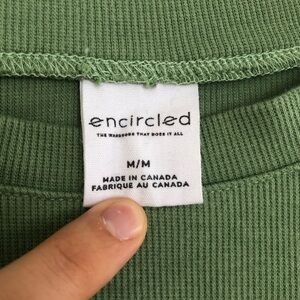 encircled
THE WARDROBE THAT DOES IT ALL
M/M
MADE IN CANADA
FABRIQUE AU CANADA